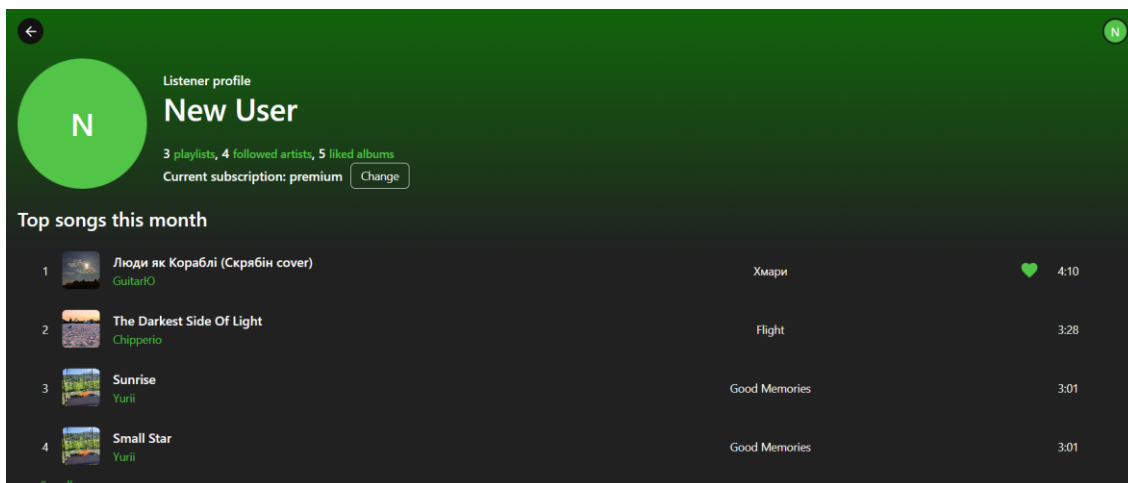 N
Listener profile
New User
N
3 playlists, 4 followed artists, 5 liked albums
Current subscription: premium Change
Top songs this month
1 Люди як Кораблі (Скрябін cover) Хмари 4:10
GuitarЮ
2 The Darkest Side Of Light Flight 3:28
Chipperio
3 Sunrise Good Memories 3:01
Yurii
4 Small Star Good Memories 3:01
Yurii